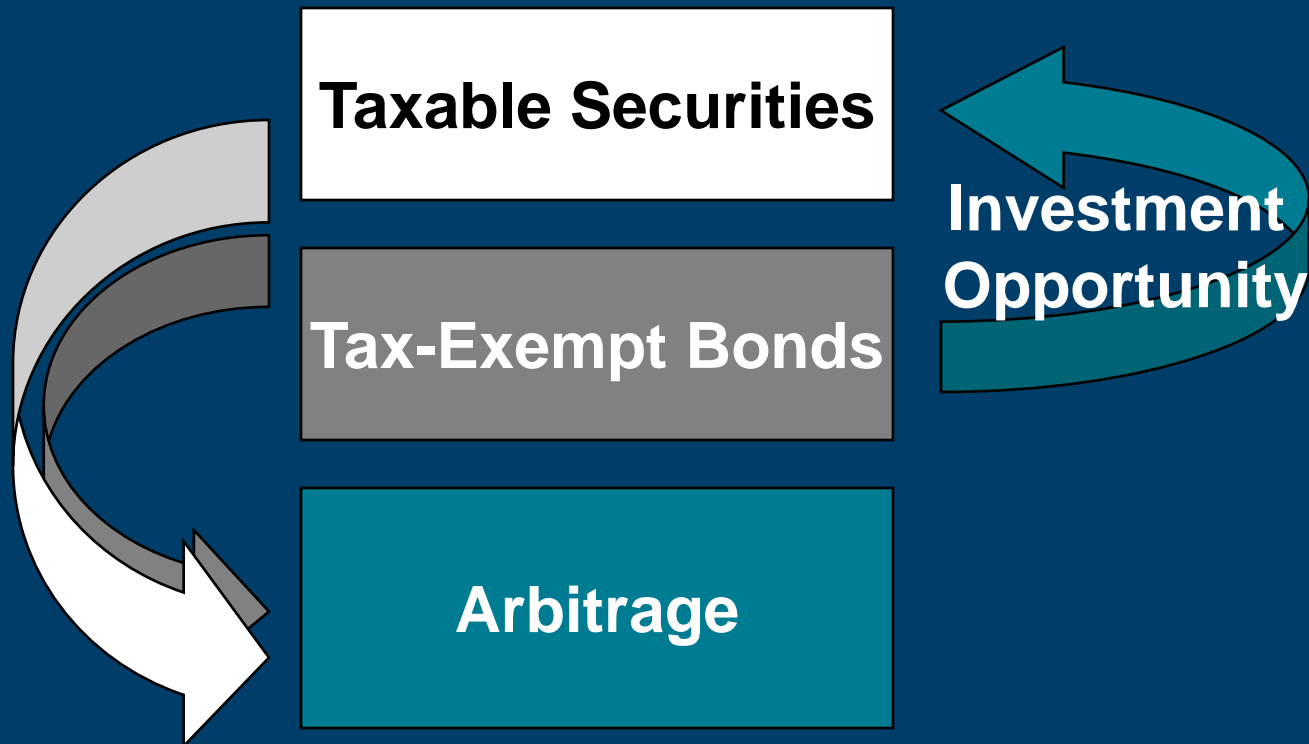 Taxable Securities
Investment
Opportunity
Tax-Exempt Bonds
Arbitrage